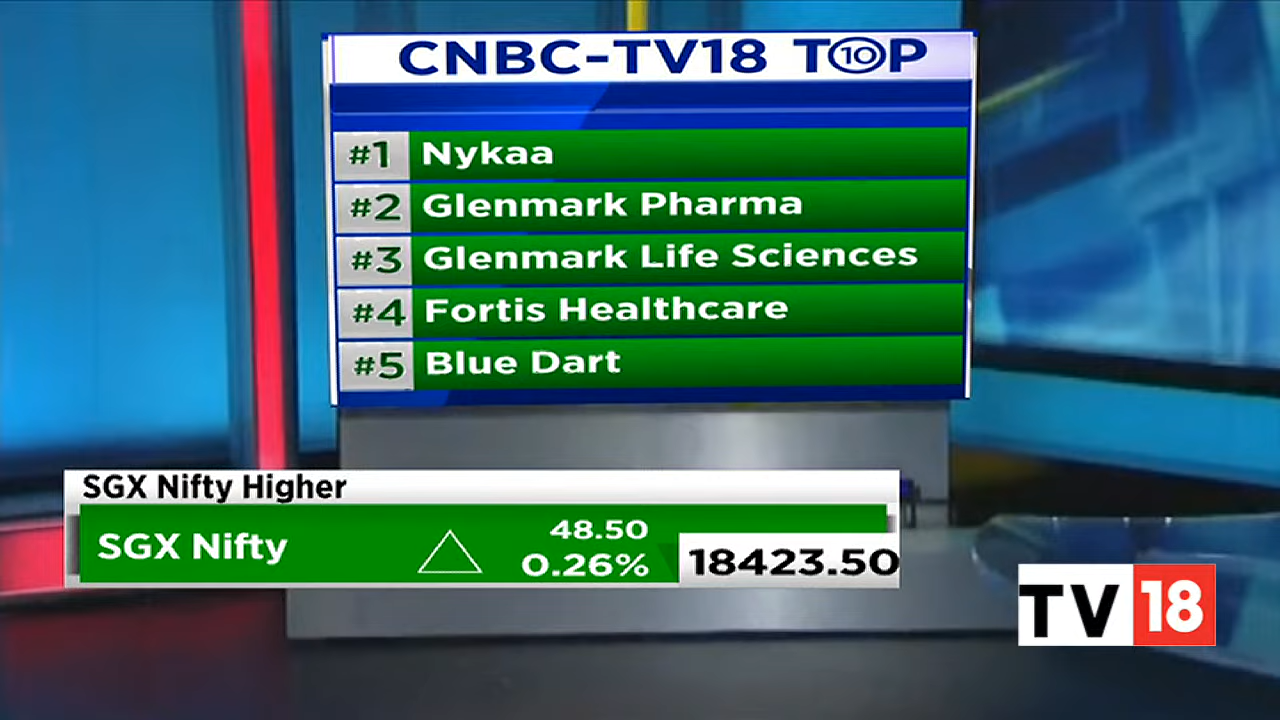 CNBC-TV18 TOP 10
#1 Nykaa
#2 Glenmark Pharma
#3 Glenmark Life Sciences
#4 Fortis Healthcare
#5 Blue Dart
SGX Nifty Higher
SGX Nifty △ 48.50
0.26% 18423.50
TV18